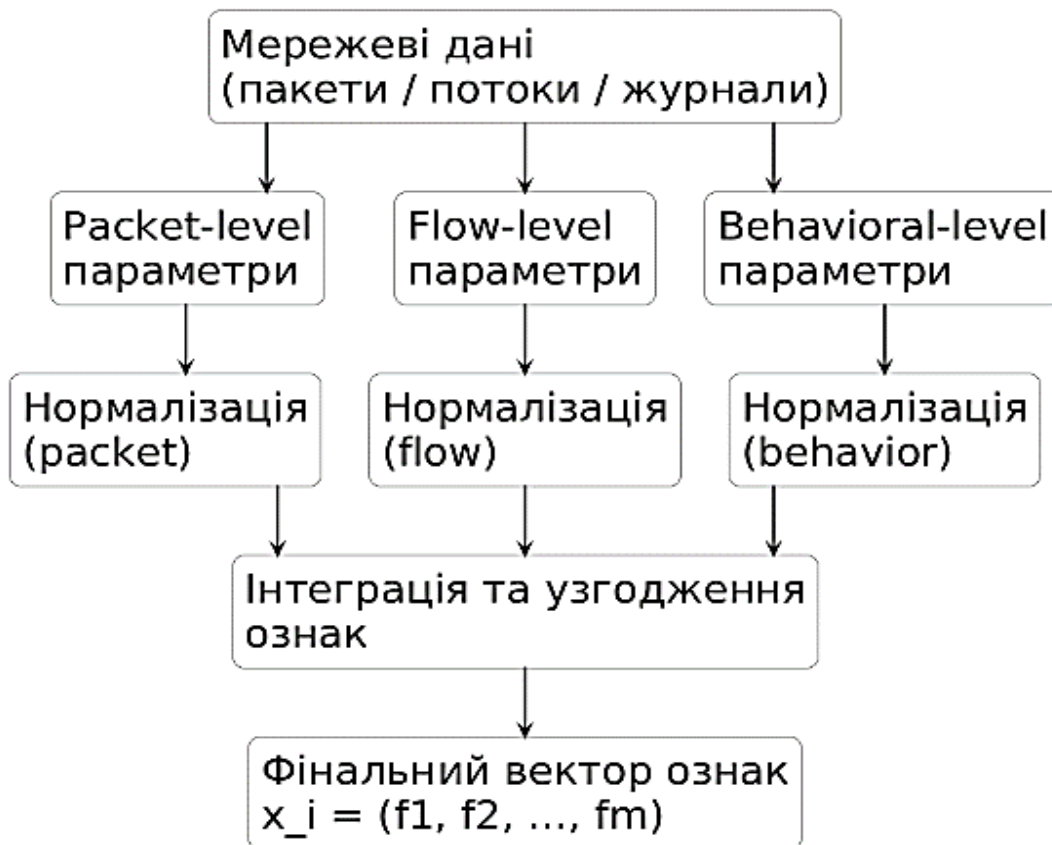 Мережеві дані
(пакети / потоки / журнали)
Packet-level
параметри
Flow-level
параметри
Behavioral-level
параметри
Нормалізація
(packet)
Нормалізація
(flow)
Нормалізація
(behavior)
Інтеграція та узгодження
ознак
Фінальний вектор ознак
x_i = (f1, f2, ..., fm)